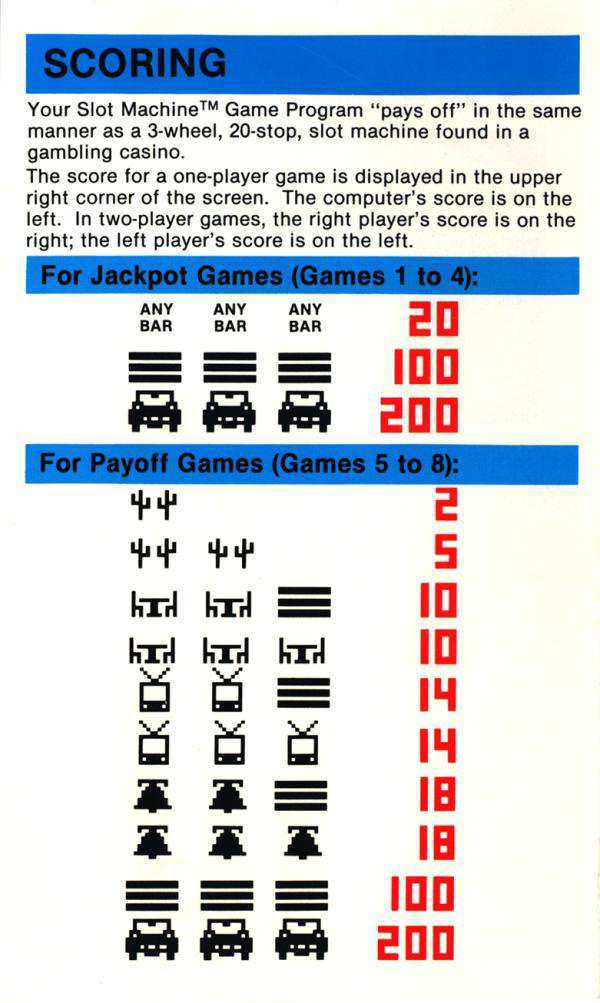 SCORING
Your Slot Machine™ Game Program “pays off” in the same
manner as a 3-wheel, 20-stop, slot machine found in a
gambling casino.
The score for a one-player game is displayed in the upper
right corner of the screen. The computer's score is on the
left. In two-player games, the right player's score is on the
right; the left player's score is on the left.
For Jackpot Games (Games 1 to 4):
ANY ANY ANY
BAR BAR BAR 20
100
200
For Payoff Games (Games 5 to 8):
2
5
10
10
14
14
18
18
100
200